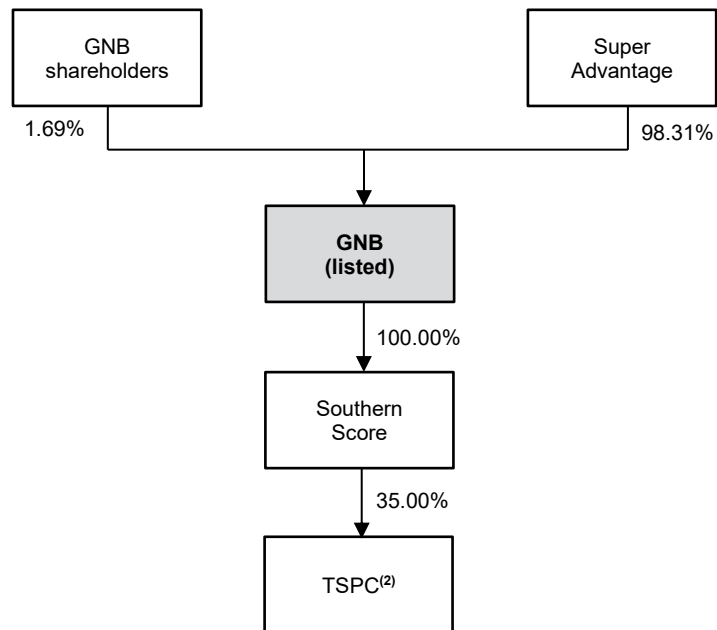 GNB
shareholders
Super
Advantage
1.69%
98.31%
GNB
(listed)
100.00%
Southern
Score
35.00%
TSPC(2)